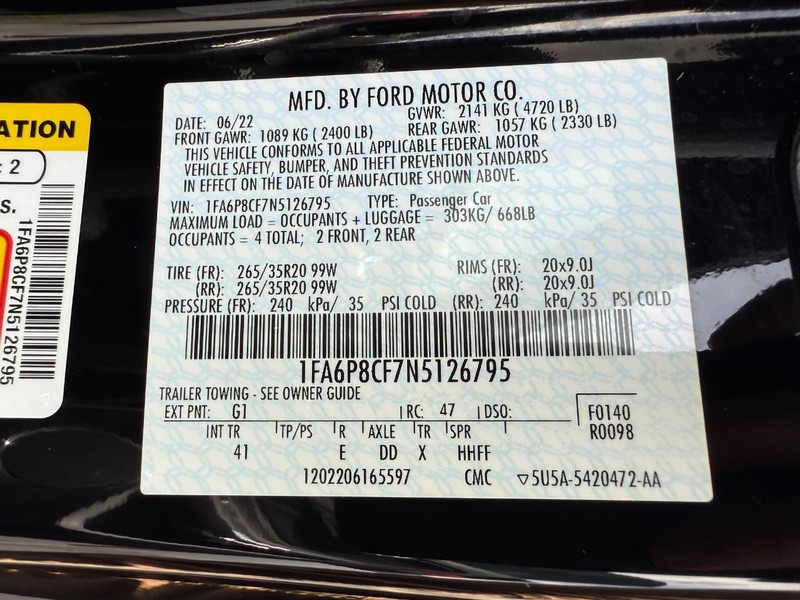 MFD. BY FORD MOTOR CO.
DATE: 06/22 GVWR: 2141 KG ( 4720 LB)
FRONT GAWR: 1089 KG ( 2400 LB) REAR GAWR: 1057 KG ( 2330 LB)
THIS VEHICLE CONFORMS TO ALL APPLICABLE FEDERAL MOTOR
VEHICLE SAFETY, BUMPER, AND THEFT PREVENTION STANDARDS
IN EFFECT ON THE DATE OF MANUFACTURE SHOWN ABOVE.
VIN: 1FA6P8CF7N5126795 TYPE: Passenger Car
MAXIMUM LOAD = OCCUPANTS + LUGGAGE = 303KG/ 668LB
OCCUPANTS = 4 TOTAL; 2 FRONT, 2 REAR
TIRE (FR): 265/35R20 99W RIMS (FR): 20x9.0J
(RR): 265/35R20 99W (RR): 20x9.0J
PRESSURE (FR): 240 kPa/ 35 PSI COLD (RR): 240 kPa/ 35 PSI COLD
1FA6P8CF7N5126795
TRAILER TOWING - SEE OWNER GUIDE
EXT PNT: G1 RC: 47 DSO: F0140
INT TR TP/PS R AXLE TR SPR R0098
41 E DD X HHFF
1202206165597 CMC ▽5U5A-5420472-AA
ATION
: 2
S.
1FA6P8CF7N5126795